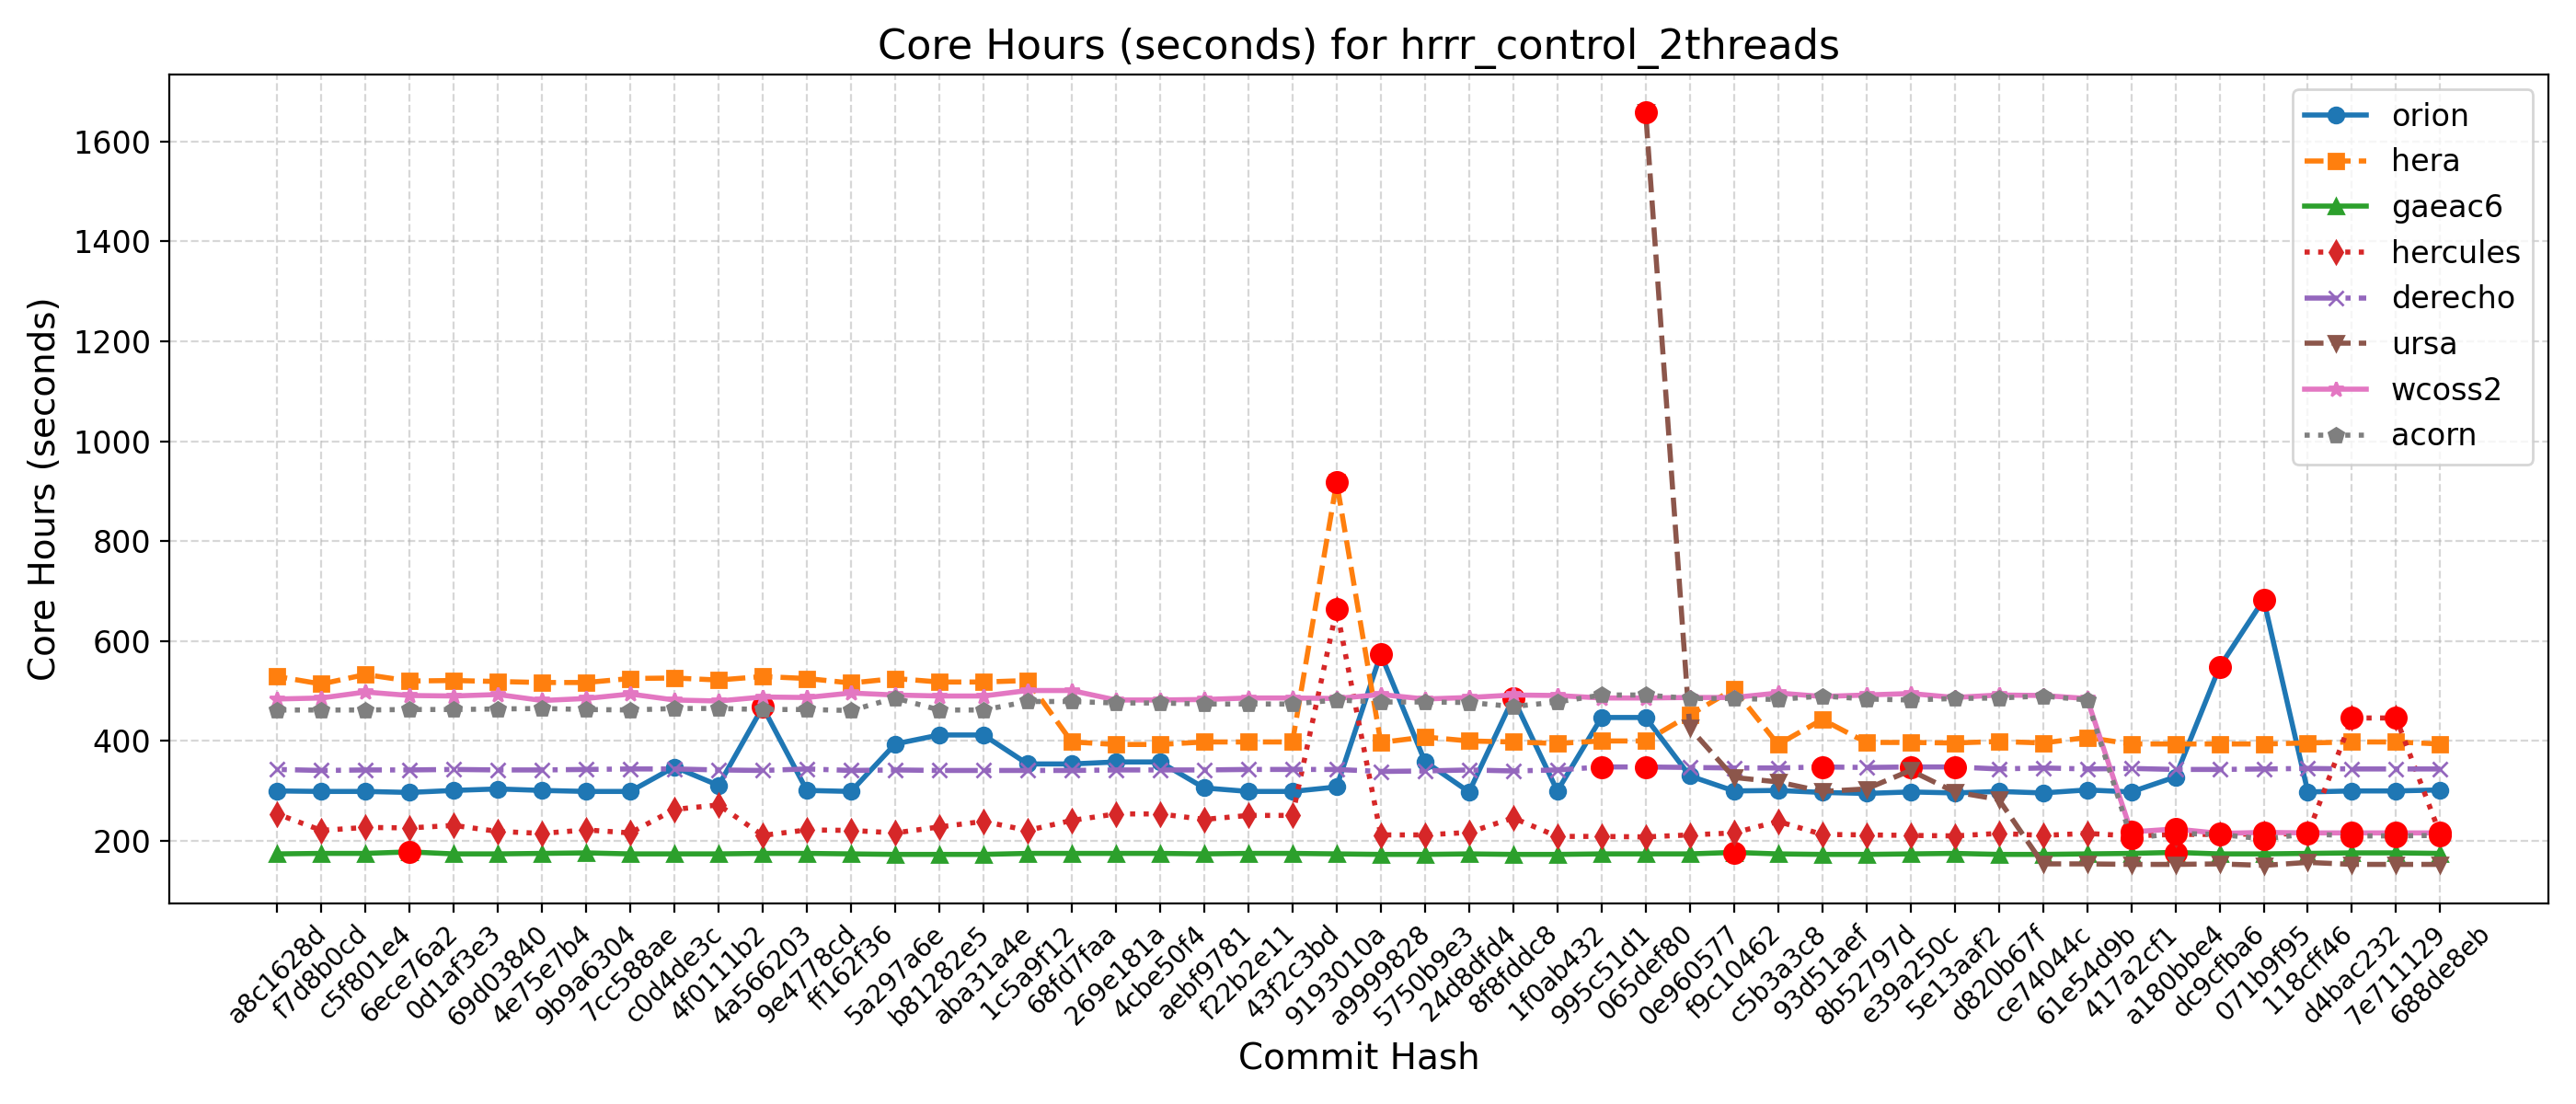 Core Hours (seconds) for hrrr_control_2threads
Core Hours (seconds)
1600
1400
1200
1000
800
600
400
200
orion
hera
gaeac6
hercules
derecho
ursa
wcoss2
acorn
a8c1628d
f7d8b0cd
c5f801e4
6ece76a2
0d1af3e3
69d03840
4e75e7b4
9b9a6304
7cc588ae
c0d4de3c
4f0111b2
4a566203
9e4778cd
ff162f36
5a297a6e
b81282e5
aba31a4e
1c5a9f12
68fd7faa
269e181a
4cbe50f4
aebf9781
f22b2e11
43f2c3bd
9193010a
a9999828
5750b9e3
24d8dfd4
8f8fddc8
1f0ab432
995c51d1
065def80
0e960577
f9c10462
c5b3a3c8
93d51aef
8b52797d
e39a250c
5e13aaf2
d820b67f
ce74044c
61e54d9b
417a2cf1
a180bbe4
dc9cfba6
071b9f95
118cff46
d4bac232
7e711129
688de8eb
Commit Hash